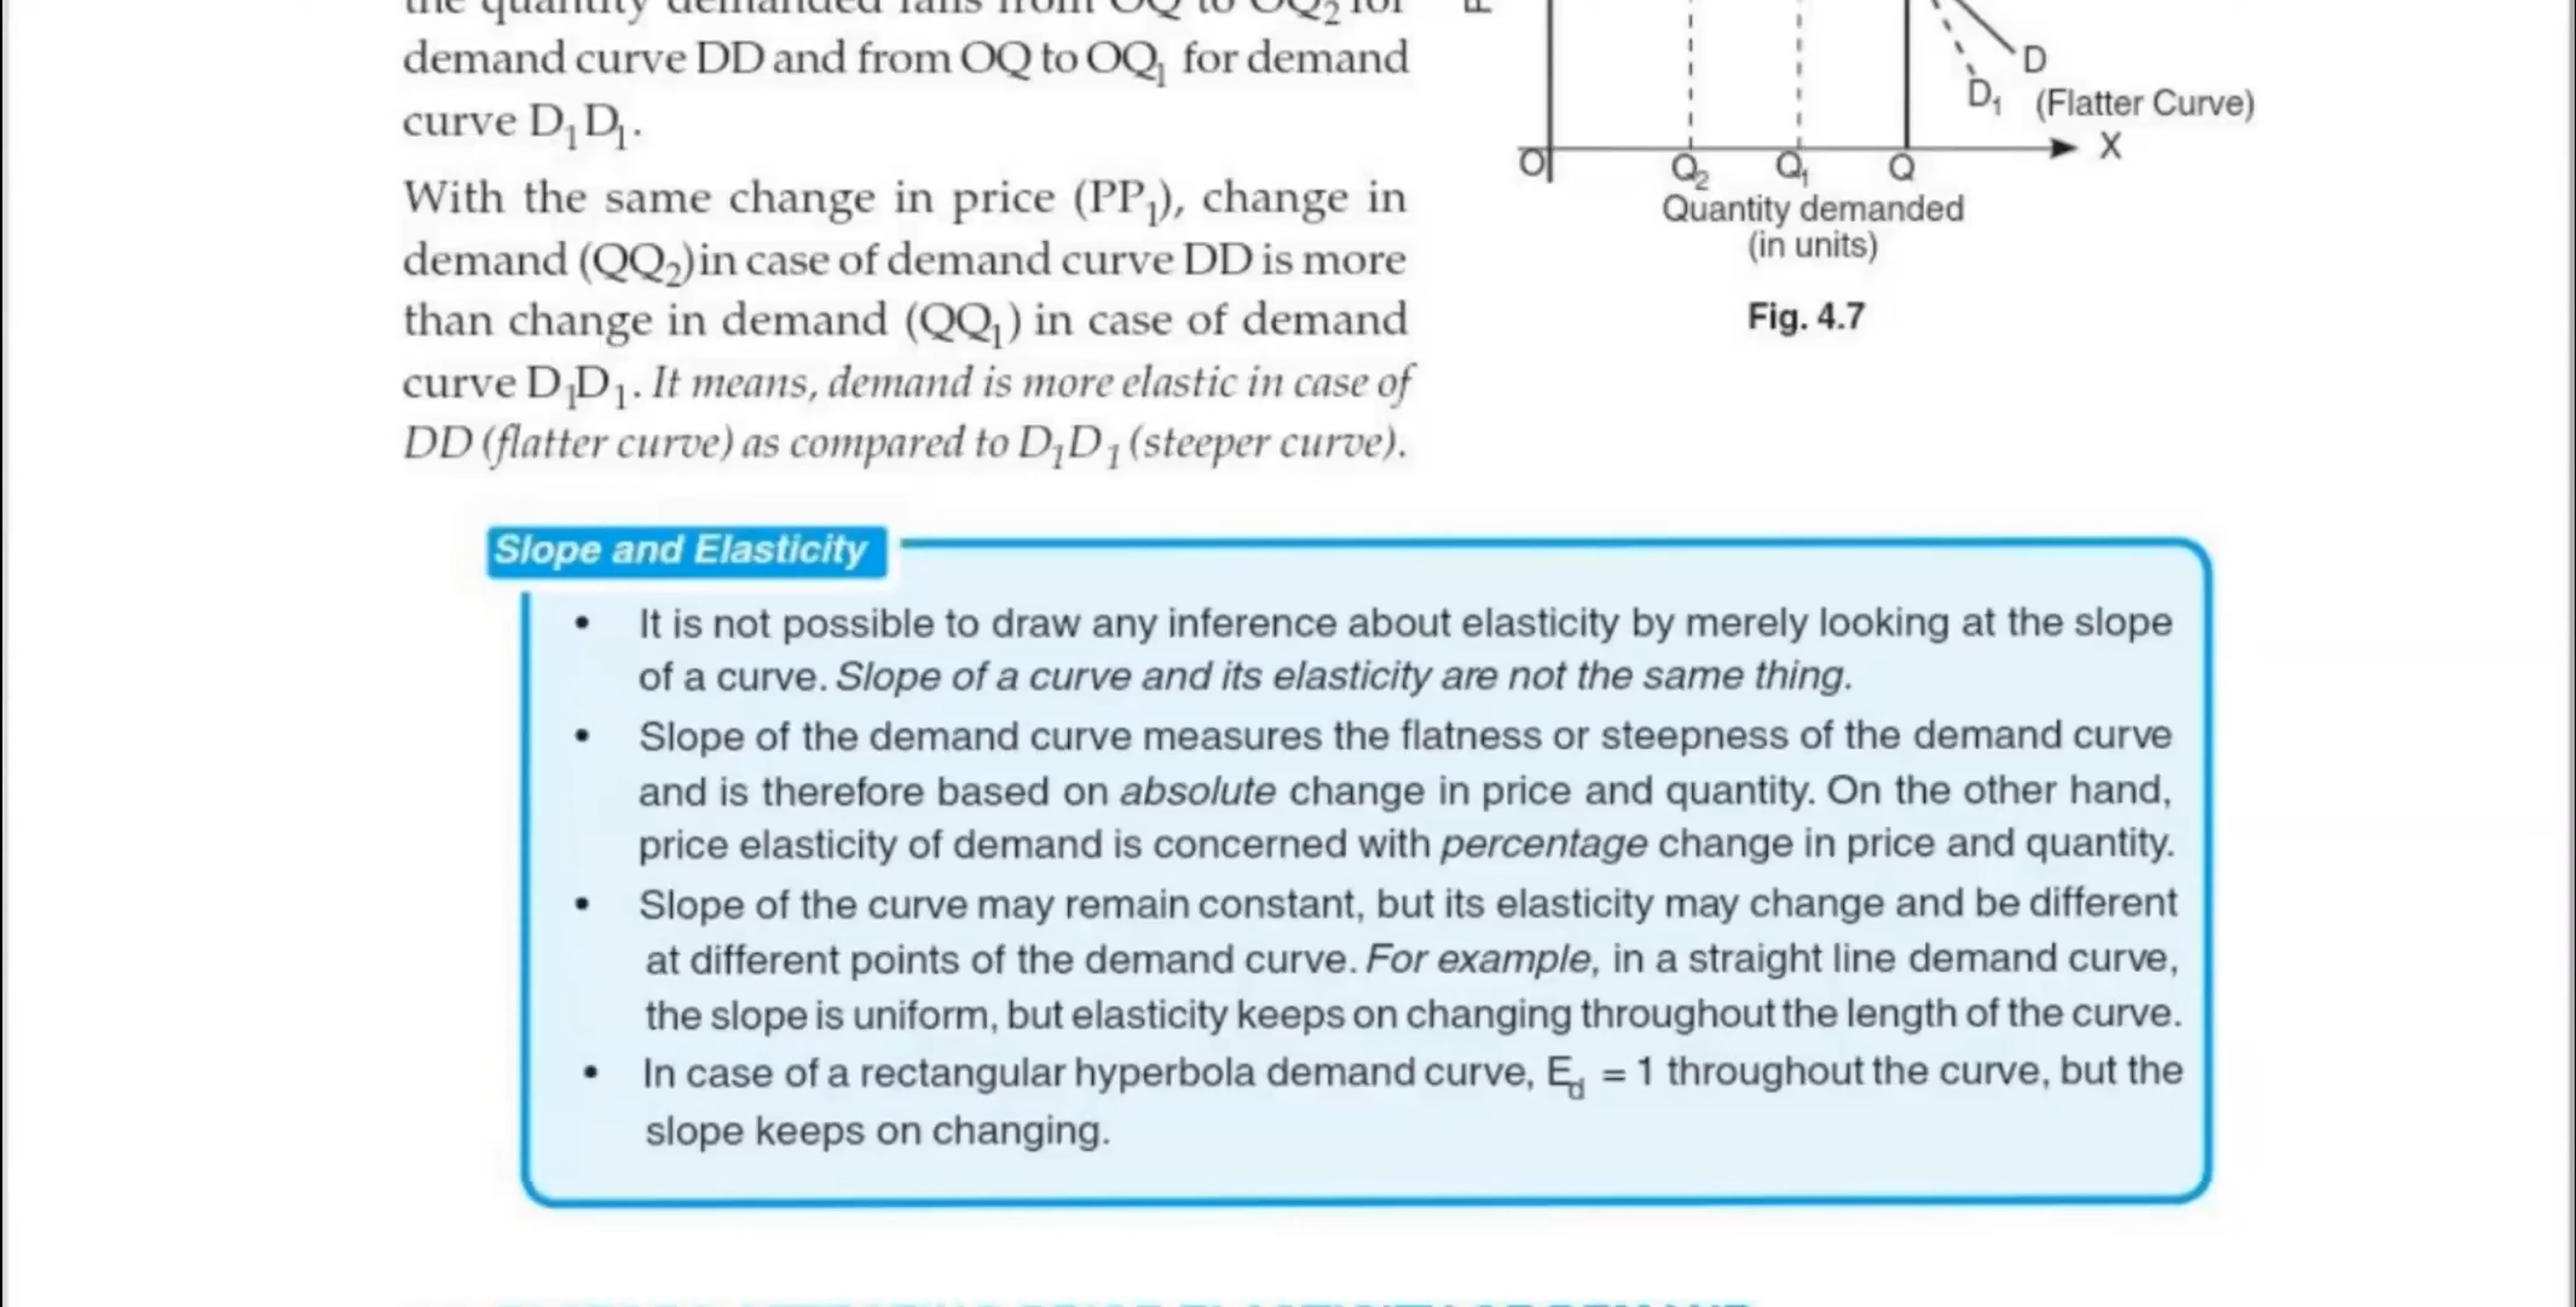 the quantity demanded falls from OQ to OQ₂ for
demand curve DD and from OQ to OQ₁ for demand
curve D₁D₁.
With the same change in price (PP₁), change in
demand (QQ₂)in case of demand curve DD is more
than change in demand (QQ₁) in case of demand
curve D₁D₁. It means, demand is more elastic in case of
DD (flatter curve) as compared to D₁D₁ (steeper curve).
D
D₁ (Flatter Curve)
O Q₂ Q₁ Q X
Quantity demanded
(in units)
Fig. 4.7
Slope and Elasticity
• It is not possible to draw any inference about elasticity by merely looking at the slope
of a curve. Slope of a curve and its elasticity are not the same thing.
• Slope of the demand curve measures the flatness or steepness of the demand curve
and is therefore based on absolute change in price and quantity. On the other hand,
price elasticity of demand is concerned with percentage change in price and quantity.
• Slope of the curve may remain constant, but its elasticity may change and be different
at different points of the demand curve. For example, in a straight line demand curve,
the slope is uniform, but elasticity keeps on changing throughout the length of the curve.
• In case of a rectangular hyperbola demand curve, E_d = 1 throughout the curve, but the
slope keeps on changing.